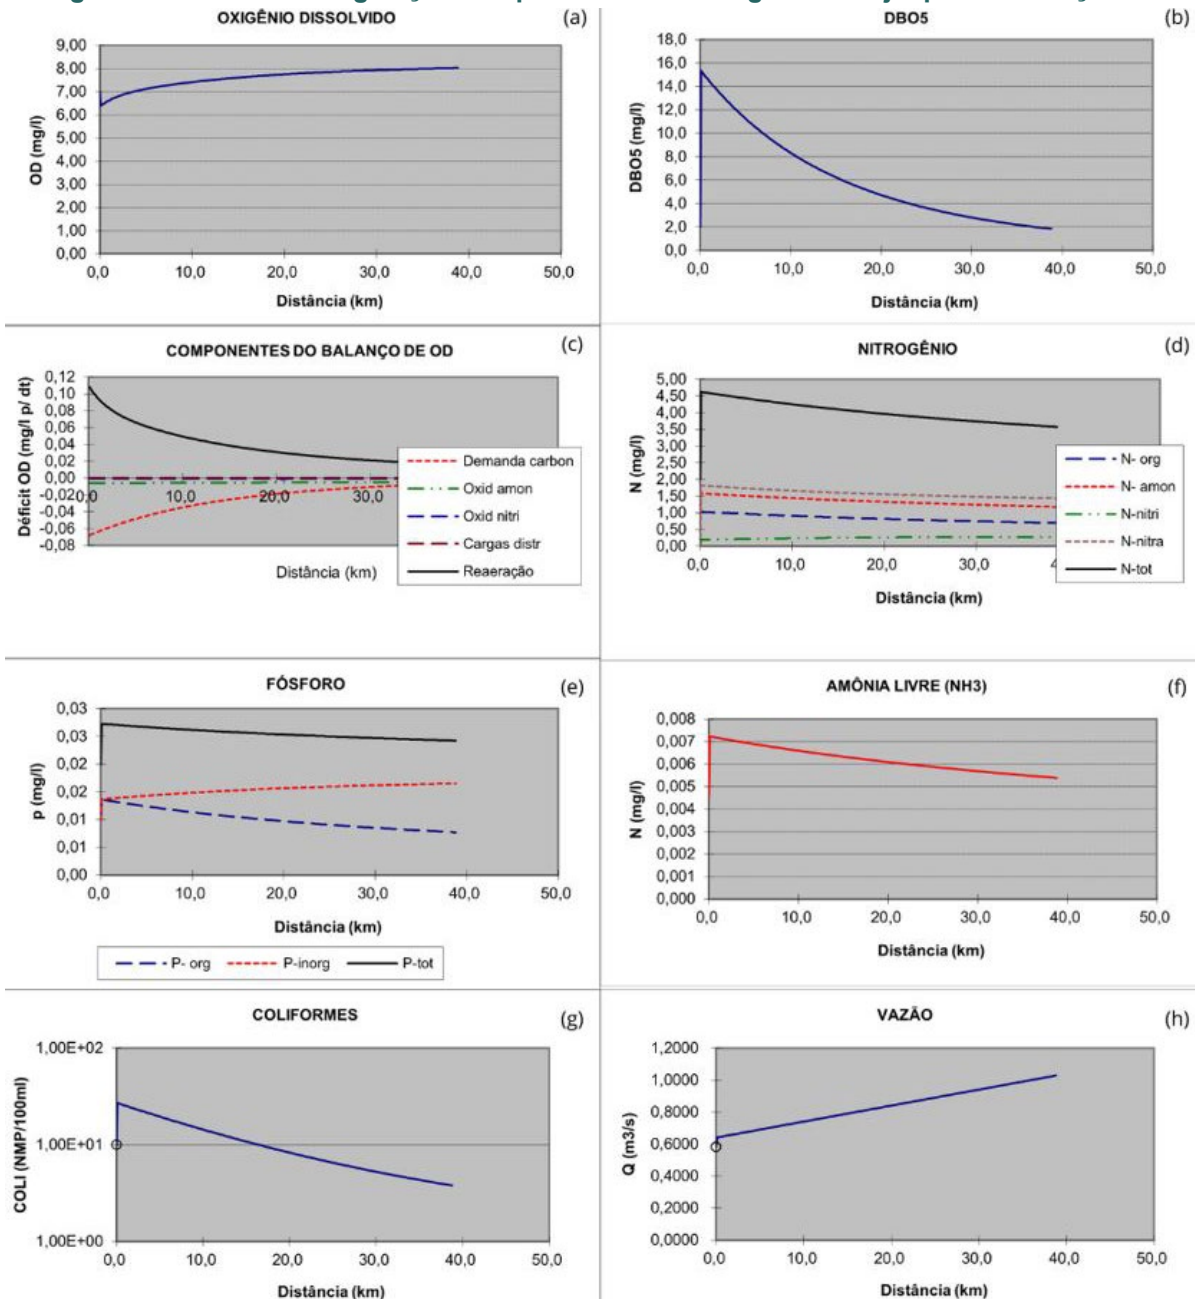 OXIGÊNIO DISSOLVIDO (a)
OD (mg/l)
9,00
8,00
7,00
6,00
5,00
4,00
3,00
2,00
1,00
0,00
0,0 10,0 20,0 30,0 40,0 50,0
Distância (km)
DBO5 (b)
DBO5 (mg/l)
18,0
16,0
14,0
12,0
10,0
8,0
6,0
4,0
2,0
0,0
0,0 10,0 20,0 30,0 40,0 50,0
Distância (km)
COMPONENTES DO BALANÇO DE OD (c)
Déficit OD (mg/l p/ dt)
0,12
0,10
0,08
0,06
0,04
0,02
0,00
-0,02
-0,04
-0,06
-0,08
0,0 10,0 20,0 30,0
Distância (km)
Demanda carbon
Oxid amon
Oxid nitri
Cargas distr
Reaeração
NITROGÊNIO (d)
N (mg/l)
5,00
4,50
4,00
3,50
3,00
2,50
2,00
1,50
1,00
0,50
0,00
0,0 10,0 20,0 30,0
Distância (km)
N- org
N- amon
N-nitri
N-nitra
N-tot
FÓSFORO (e)
p (mg/l)
0,03
0,03
0,02
0,02
0,01
0,01
0,00
0,0 10,0 20,0 30,0 40,0 50,0
Distância (km)
P- org P-inorg P-tot
AMÔNIA LIVRE (NH3) (f)
N (mg/l)
0,008
0,007
0,006
0,005
0,004
0,003
0,002
0,001
0,000
0,0 10,0 20,0 30,0 40,0 50,0
Distância (km)
COLIFORMES (g)
COLI (NMP/100ml)
1,00E+02
1,00E+01
1,00E+00
0,0 10,0 20,0 30,0 40,0 50,0
Distância (km)
VAZÃO (h)
Q (m3/s)
1,2000
1,0000
0,8000
0,6000
0,4000
0,2000
0,0000
0,0 10,0 20,0 30,0 40,0 50,0
Distância (km)